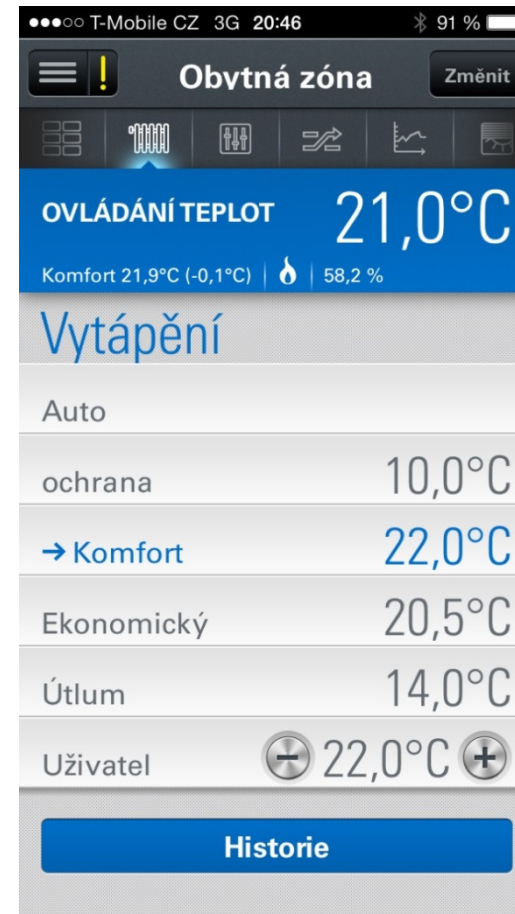 ●●●○○ T-Mobile CZ 3G 20:46 91 %
! Obytná zóna Změnit
OVLÁDÁNÍ TEPLOT 21,0°C
Komfort 21,9°C (-0,1°C) | 58,2 %
Vytápění
Auto
ochrana 10,0°C
→ Komfort 22,0°C
Ekonomický 20,5°C
Útlum 14,0°C
Uživatel − 22,0°C +
Historie